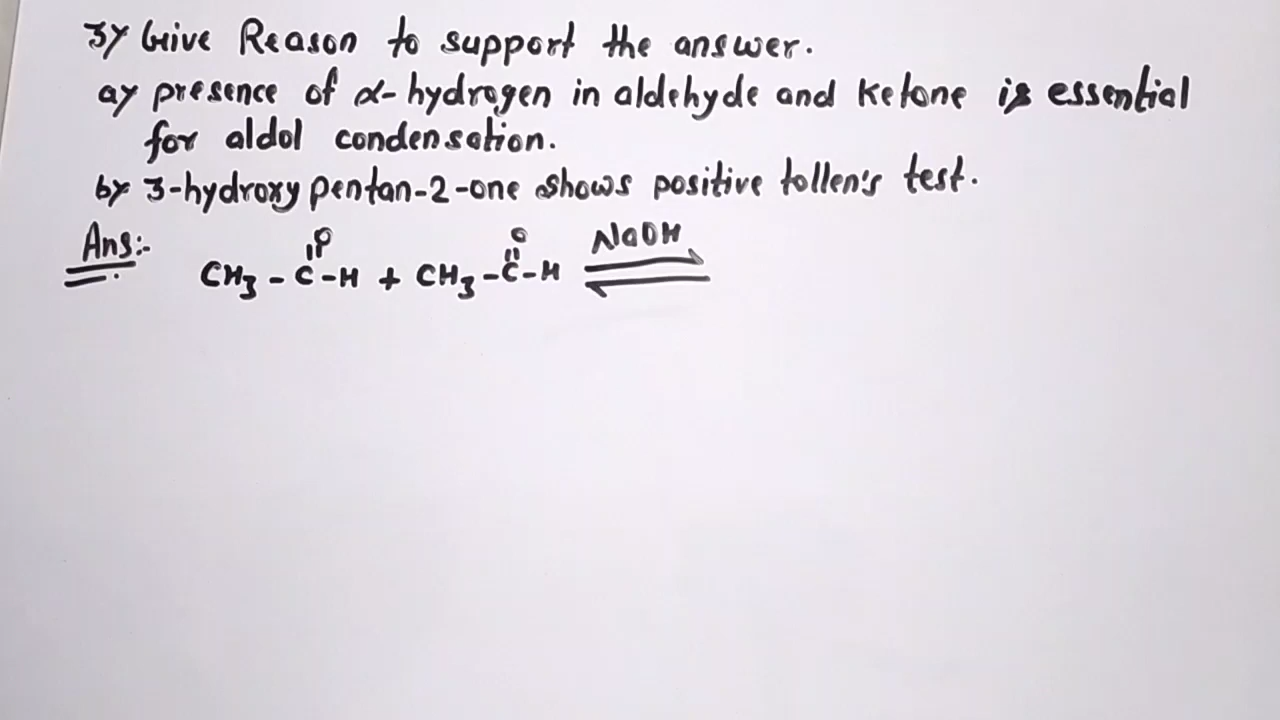 3) Give Reason to support the answer.
a) presence of α-hydrogen in aldehyde and ketone is essential
for aldol condensation.
b) 3-hydroxy pentan-2-one shows positive tollen's test.
Ans:-
O O NaOH
CH3 - C - H + CH3 - C - H ⇌